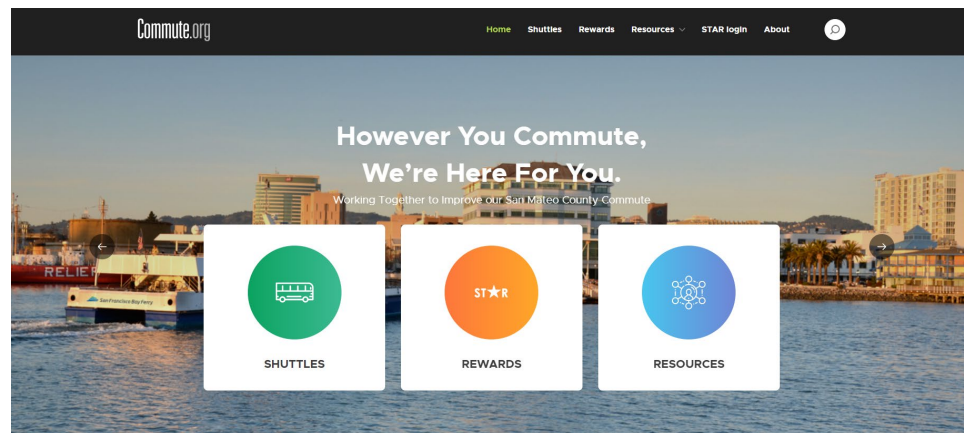 Commute.org
Home Shuttles Rewards Resources STAR login About
However You Commute,
We're Here For You.
Working Together to Improve our San Mateo County Commute
RELIEF
San Francisco Bay Ferry
ST★R
SHUTTLES REWARDS RESOURCES